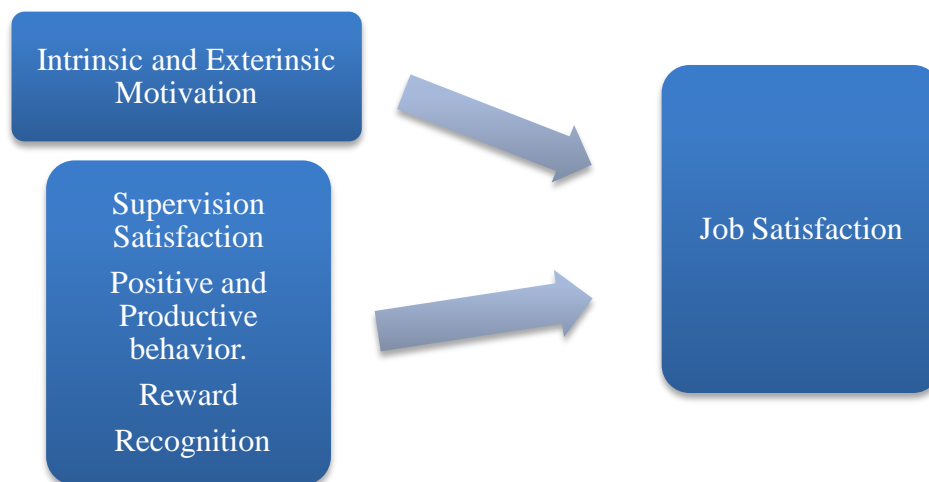 Intrinsic and Exterinsic
Motivation
Supervision
Satisfaction
Positive and
Productive
behavior.
Reward
Recognition
Job Satisfaction